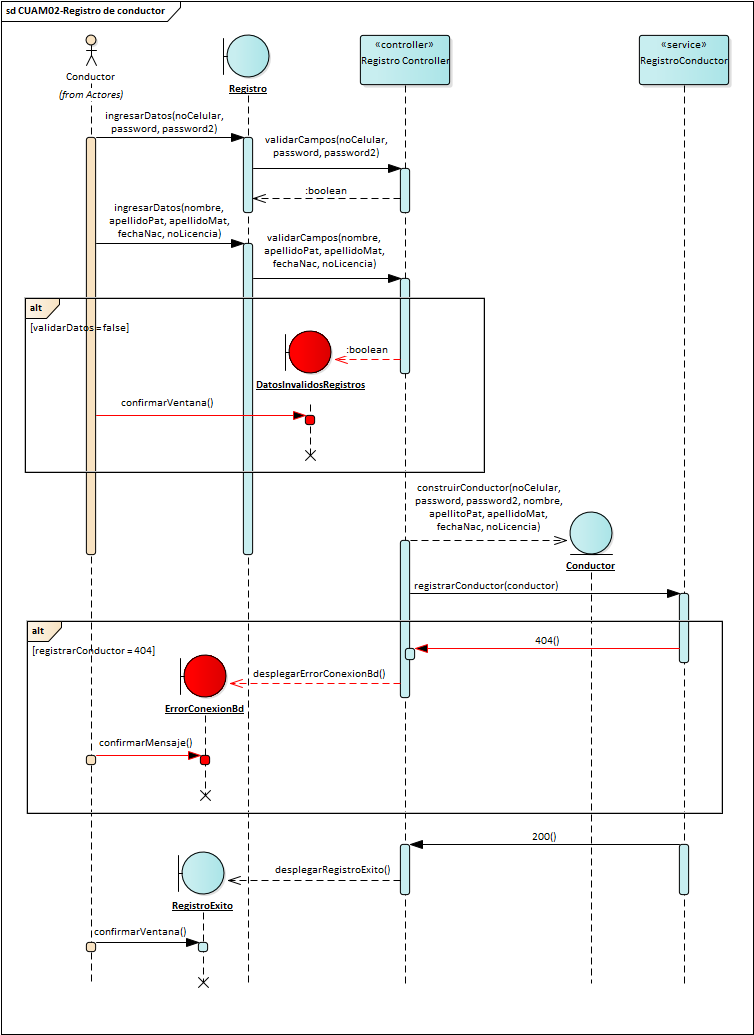 sd CUAM02-Registro de conductor
Conductor
(from Actores)
Registro
«controller»
Registro Controller
«service»
RegistroConductor
ingresarDatos(noCelular,
password, password2)
validarCampos(noCelular,
password, password2)
:boolean
ingresarDatos(nombre,
apellidoPat, apellidoMat,
fechaNac, noLicencia)
validarCampos(nombre,
apellidoPat, apellidoMat,
fechaNac, noLicencia)
alt
[validarDatos =false]
:boolean
DatosInvalidosRegistros
confirmarVentana()
construirConductor(noCelular,
password, password2, nombre,
apellitoPat, apellidoMat,
fechaNac, noLicencia)
Conductor
registrarConductor(conductor)
alt
[registrarConductor = 404]
404()
desplegarErrorConexionBd()
ErrorConexionBd
confirmarMensaje()
200()
desplegarRegistroExito()
RegistroExito
confirmarVentana()